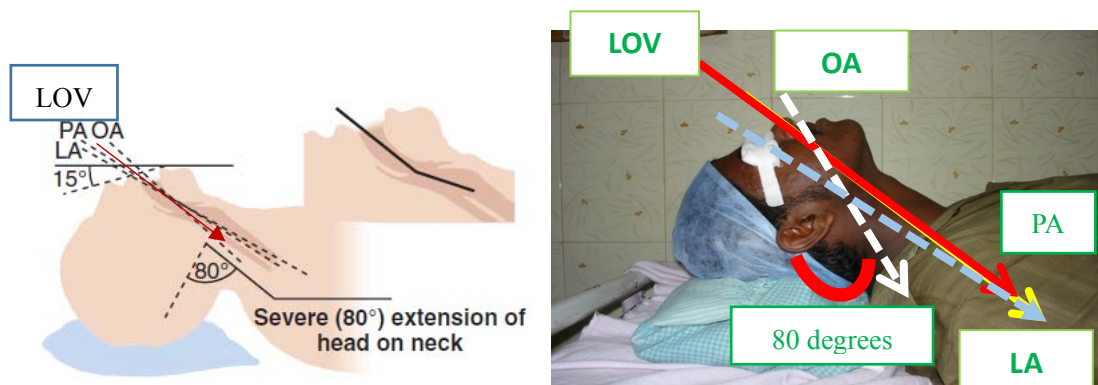 LOV
PA OA
LA
15°
80°
Severe (80°) extension of
head on neck
LOV
OA
PA
80 degrees
LA